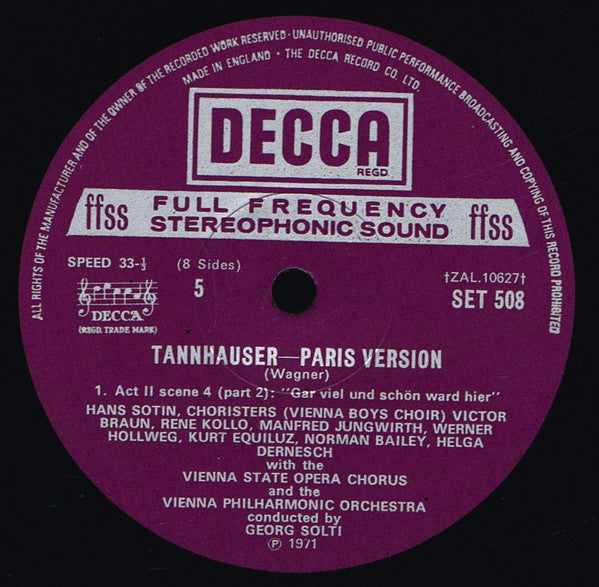 ALL RIGHTS OF THE MANUFACTURER AND OF THE OWNER OF THE RECORDED WORK RESERVED · UNAUTHORISED PUBLIC PERFORMANCE BROADCASTING AND COPYING OF THIS RECORD PROHIBITED
MADE IN ENGLAND · THE DECCA RECORD CO. LTD.
DECCA
REGD.
ffss FULL FREQUENCY STEREOPHONIC SOUND ffss
SPEED 33-⅓ (8 Sides) †ZAL.10627†
5 SET 508
DECCA
(REGD. TRADE MARK)
TANNHAUSER—PARIS VERSION
(Wagner)
1. Act II scene 4 (part 2): "Gar viel und schön ward hier"
HANS SOTIN, CHORISTERS (VIENNA BOYS CHOIR) VICTOR
BRAUN, RENE KOLLO, MANFRED JUNGWIRTH, WERNER
HOLLWEG, KURT EQUILUZ, NORMAN BAILEY, HELGA
DERNESCH
with the
VIENNA STATE OPERA CHORUS
and the
VIENNA PHILHARMONIC ORCHESTRA
conducted by
GEORG SOLTI
℗ 1971